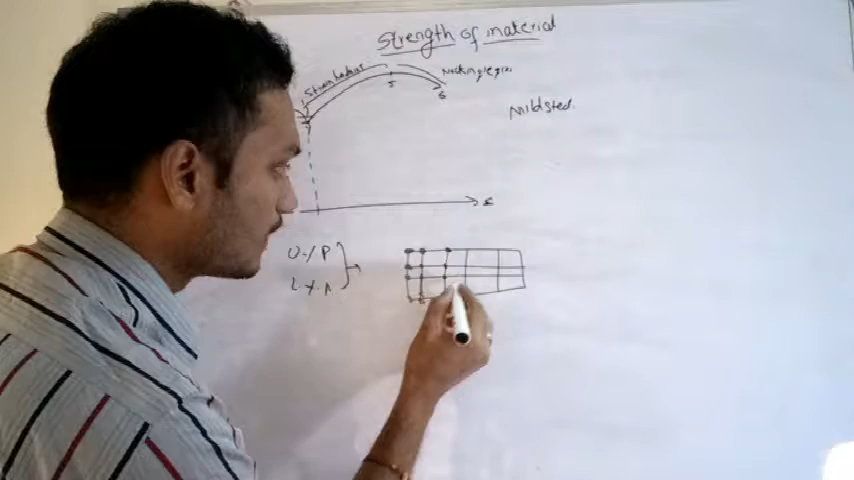 Strength of material
Strain hardening
Necking region
5
6
Mild steel.
ε
U.Y.P
L.Y.P